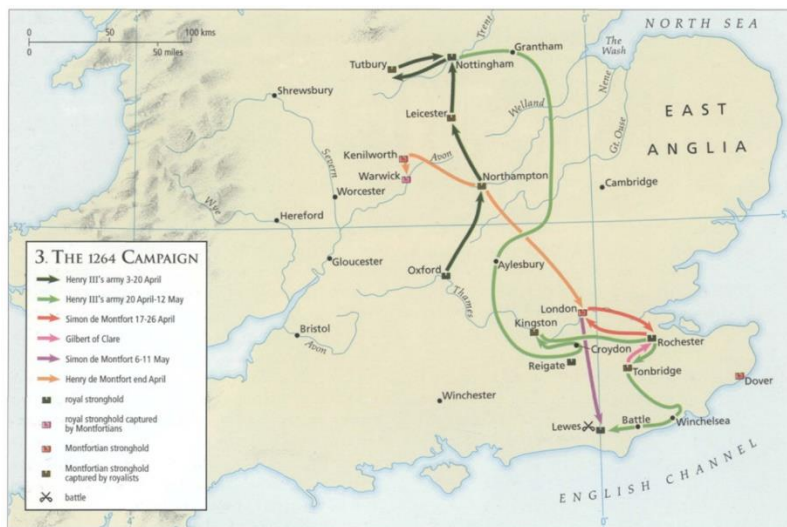 0 50 100 kms
0 50 miles
NORTH SEA
Trent
Grantham
The
Wash
Tutbury
Nottingham
Nene
Shrewsbury
Leicester
Welland
Gt. Ouse
EAST
ANGLIA
Severn
Kenilworth
Avon
Warwick
Northampton
Cambridge
Worcester
Wye
Hereford
5
3. THE 1264 CAMPAIGN
Henry III's army 3-20 April
Henry III's army 20 April-12 May
Simon de Montfort 17-26 April
Gilbert of Clare
Simon de Montfort 6-11 May
Henry de Montfort end April
royal stronghold
royal stronghold captured
by Montfortians
Montfortian stronghold
Montfortian stronghold
captured by royalists
battle
Gloucester
Oxford
Aylesbury
Thames
London
Kingston
Bristol
Avon
Rochester
Croydon
Reigate
Tonbridge
Dover
Winchester
Lewes
Battle
Winchelsea
ENGLISH CHANNEL
4°
2°
0°